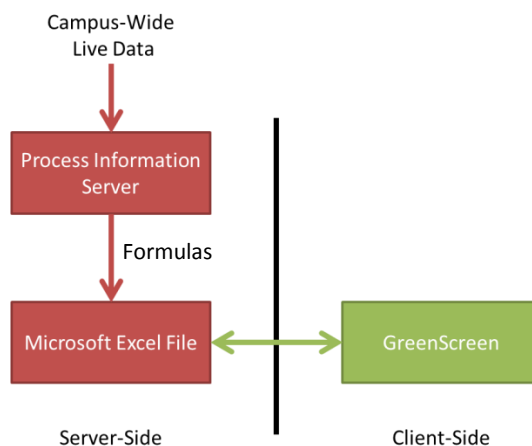 Campus-Wide
Live Data
Process Information
Server
Formulas
Microsoft Excel File
GreenScreen
Server-Side
Client-Side